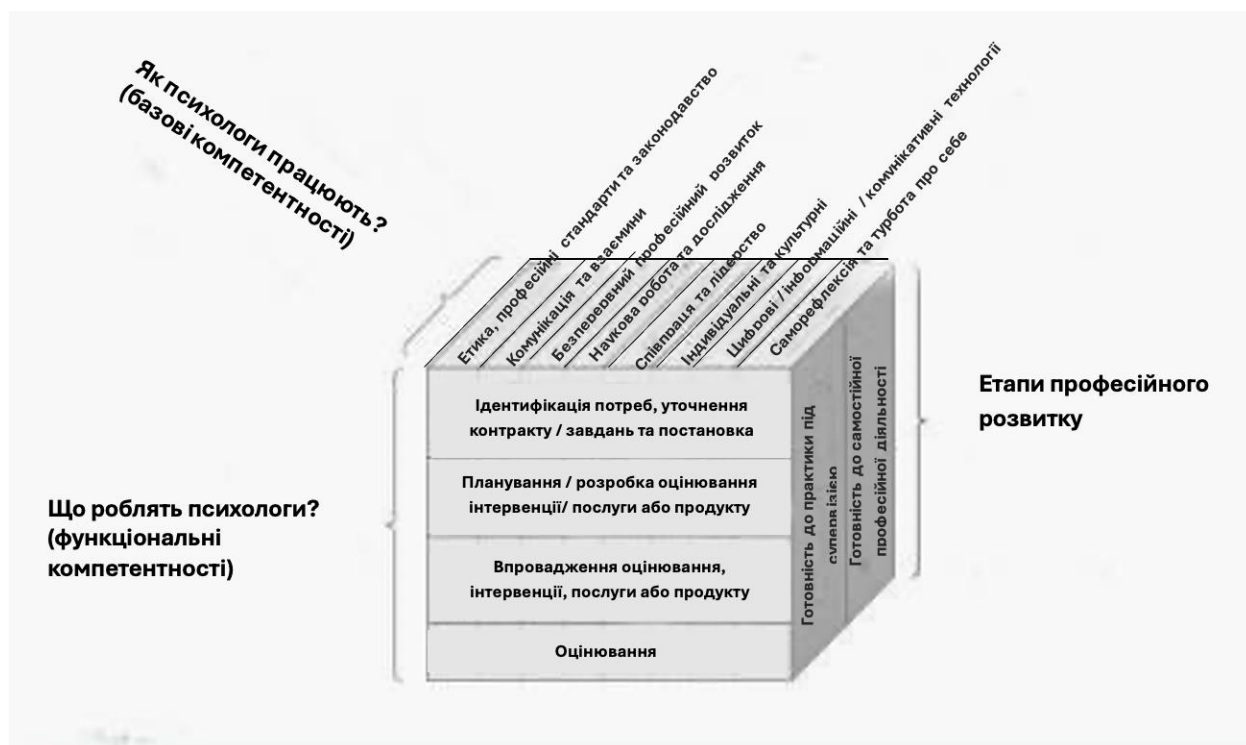 Як психологи працюють?
(базові компетентності)
Етика, професійні стандарти та законодавство
Комунікація та взаємини
Безперервний професійний розвиток
Наукова робота та дослідження
Співпраця та лідерство
Індивідуальні та культурні
Цифрові / інформаційні / комунікативні технології
Саморефлексія та турбота про себе
Ідентифікація потреб, уточнення
контракту / завдань та постановка
Планування / розробка оцінювання
інтервенції/ послуги або продукту
Впровадження оцінювання,
інтервенції, послуги або продукту
Оцінювання
Що роблять психологи?
(функціональні
компетентності)
Готовність до практики під
супервізією
Готовність до самостійної
професійної діяльності
Етапи професійного
розвитку